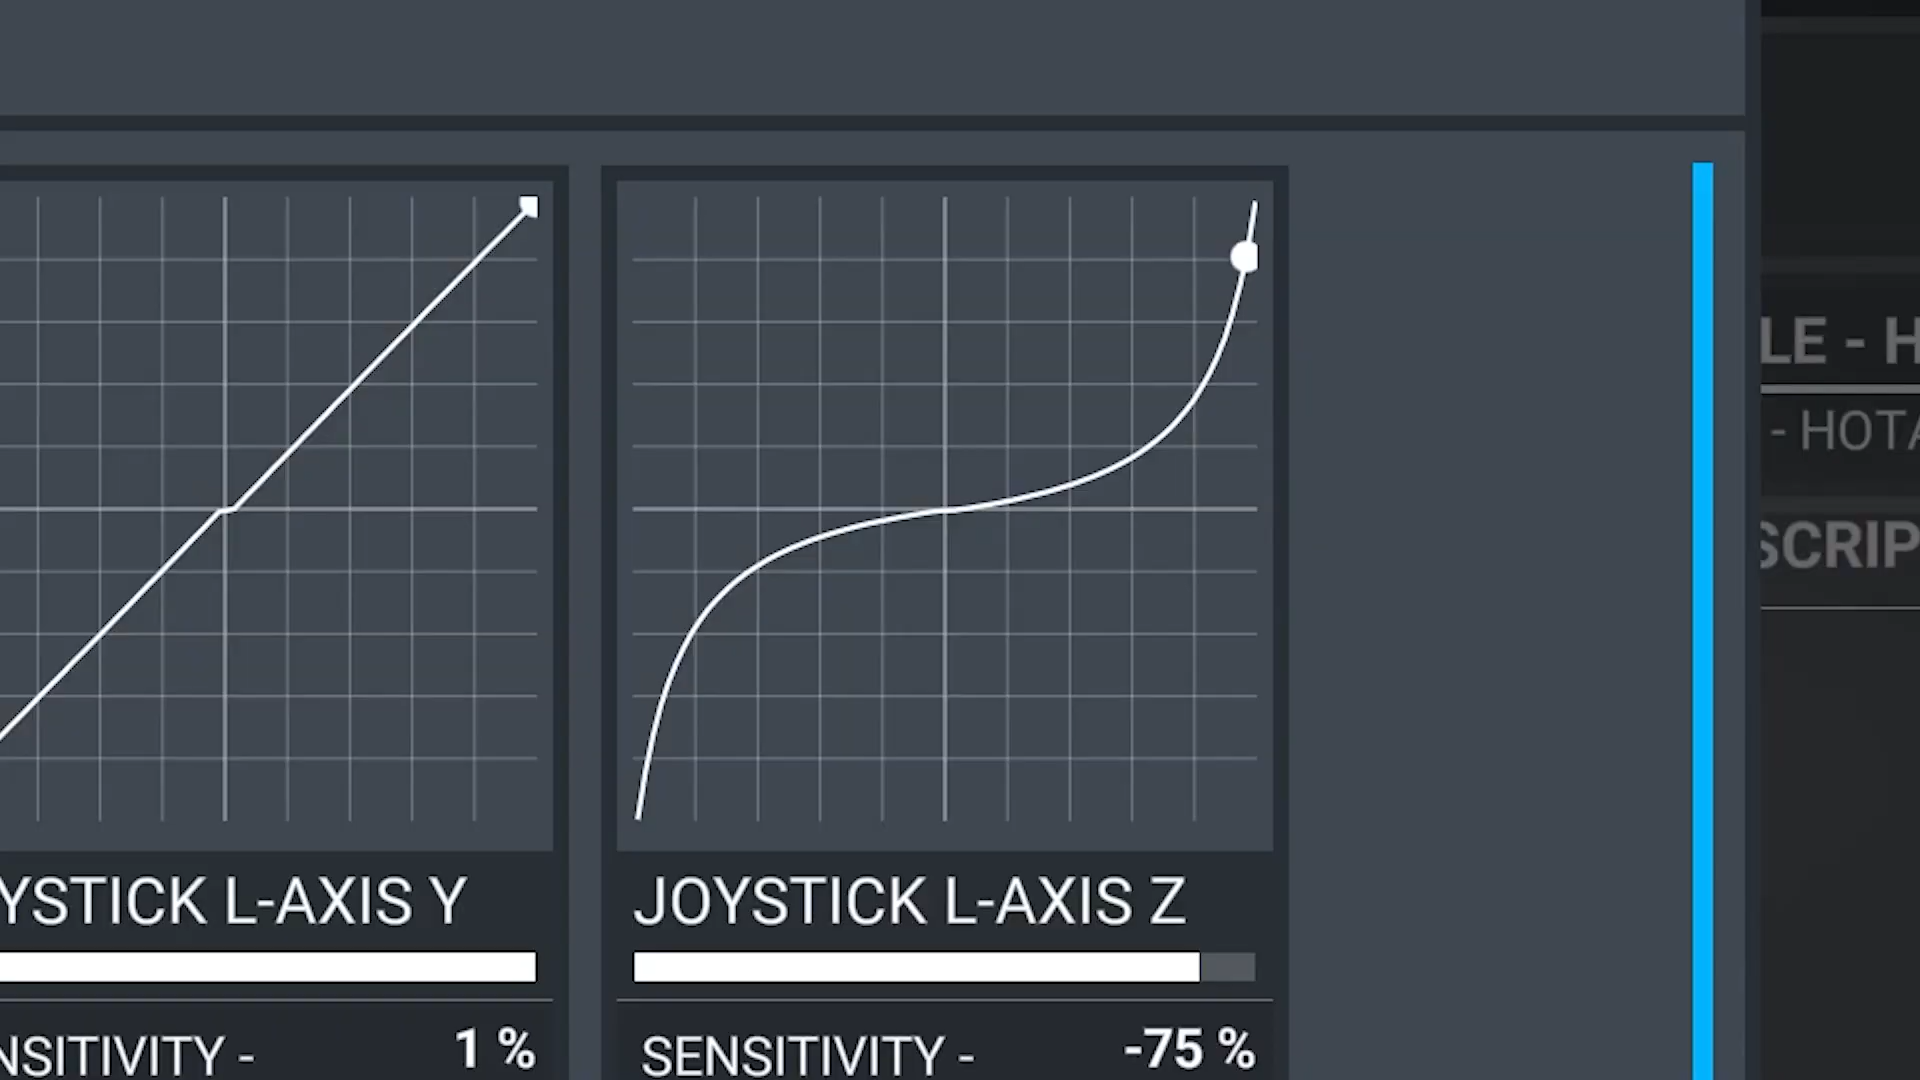 LE - H
- HOTA
SCRIP
YSTICK L-AXIS Y
JOYSTICK L-AXIS Z
NSITIVITY - 1 %
SENSITIVITY - -75 %